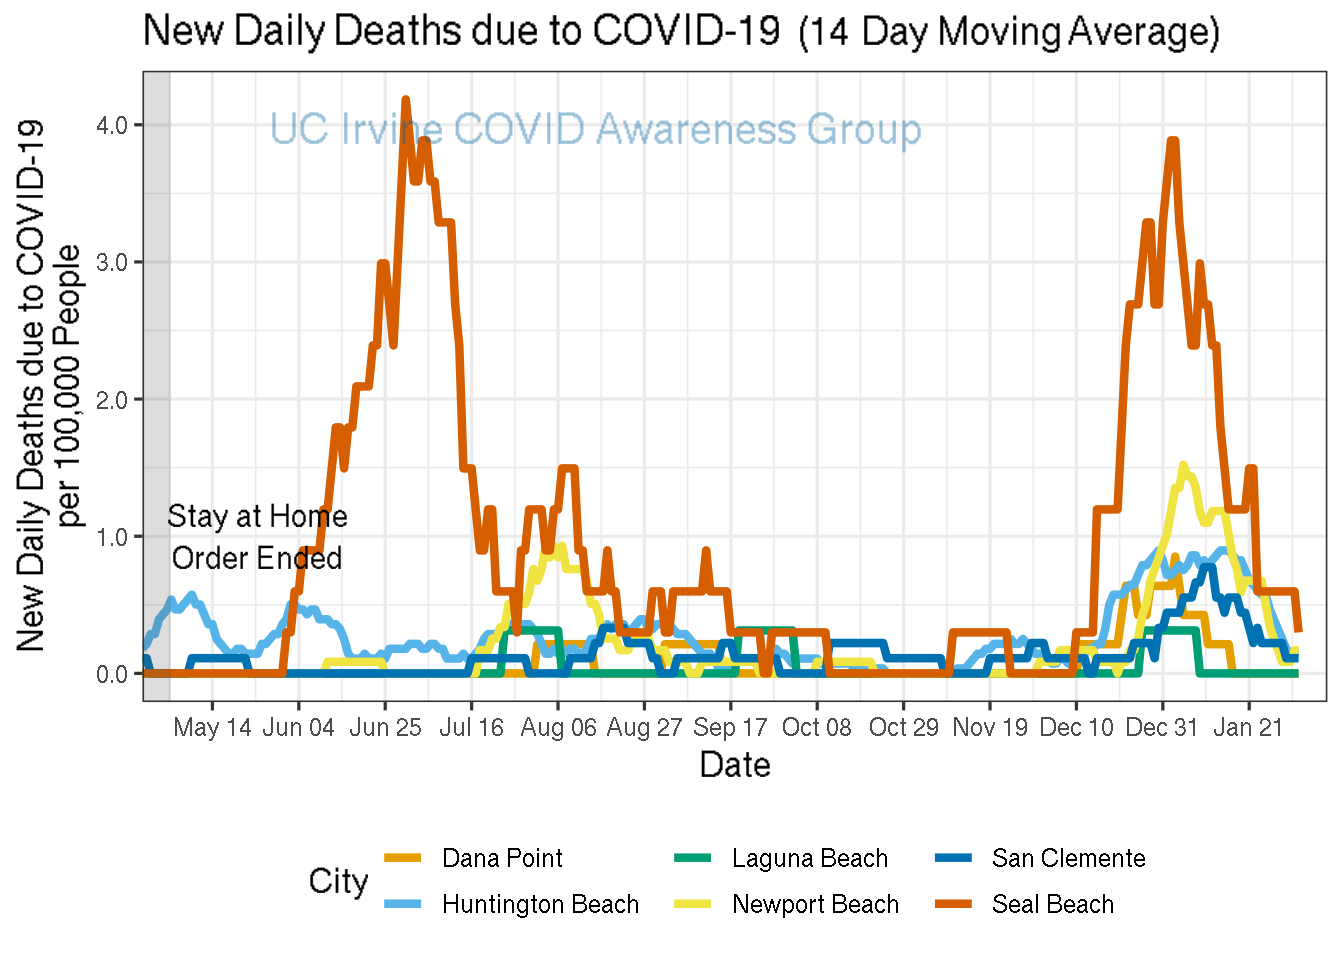 New Daily Deaths due to COVID-19 (14 Day Moving Average)
UC Irvine COVID Awareness Group
New Daily Deaths due to COVID-19
per 100,000 People
4.0
3.0
2.0
1.0
0.0
Stay at Home
Order Ended
May 14 Jun 04 Jun 25 Jul 16 Aug 06 Aug 27 Sep 17 Oct 08 Oct 29 Nov 19 Dec 10 Dec 31 Jan 21
Date
City
Dana Point Laguna Beach San Clemente
Huntington Beach Newport Beach Seal Beach